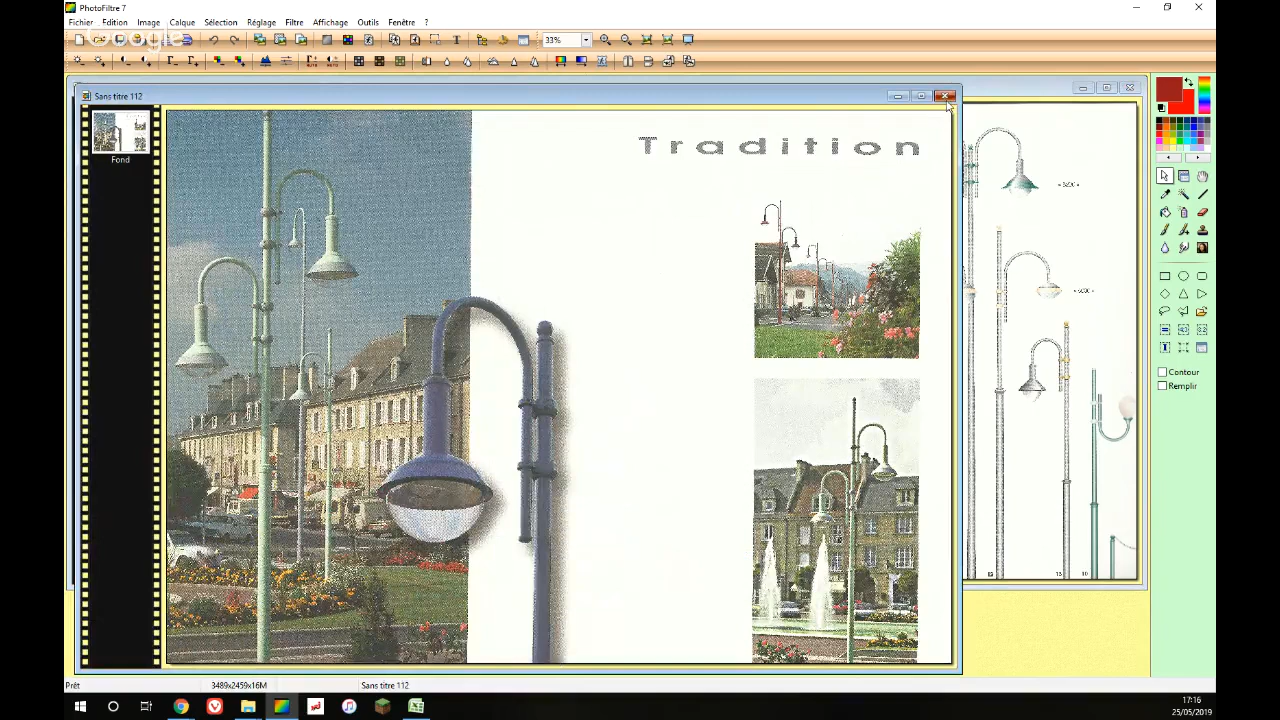 PhotoFiltre 7
Fichier Edition Image Calque Sélection Réglage Filtre Affichage Outils Fenêtre ?
Google
33%
Sans titre 112
Fond
Tradition
Contour
Remplir
Prêt 3489x2459x16M Sans titre 112
17:16
25/05/2019